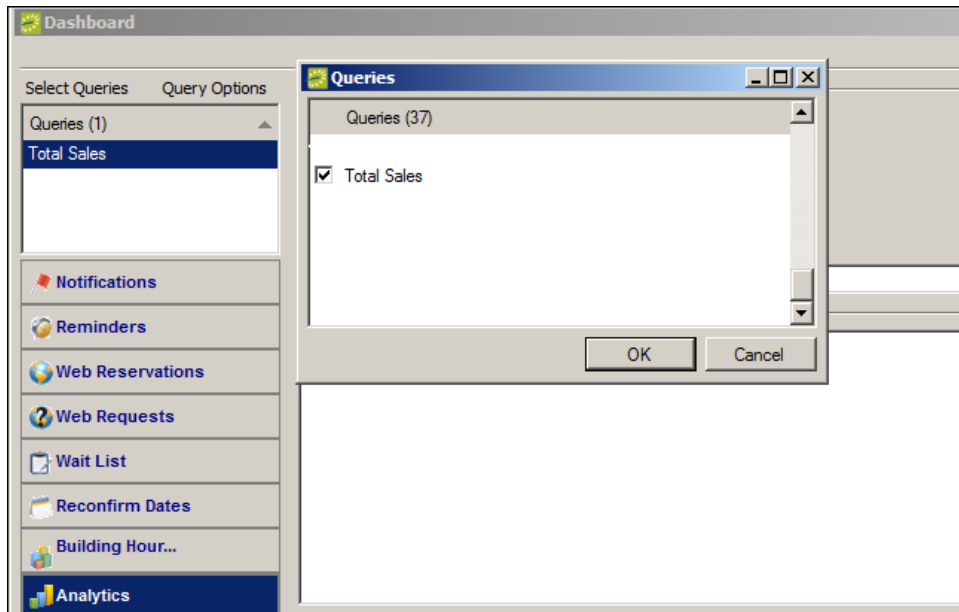 Dashboard
Select Queries Query Options
Queries (1)
Total Sales
Notifications
Reminders
Web Reservations
Web Requests
Wait List
Reconfirm Dates
Building Hour...
Analytics
Queries
Queries (37)
Total Sales
OK Cancel